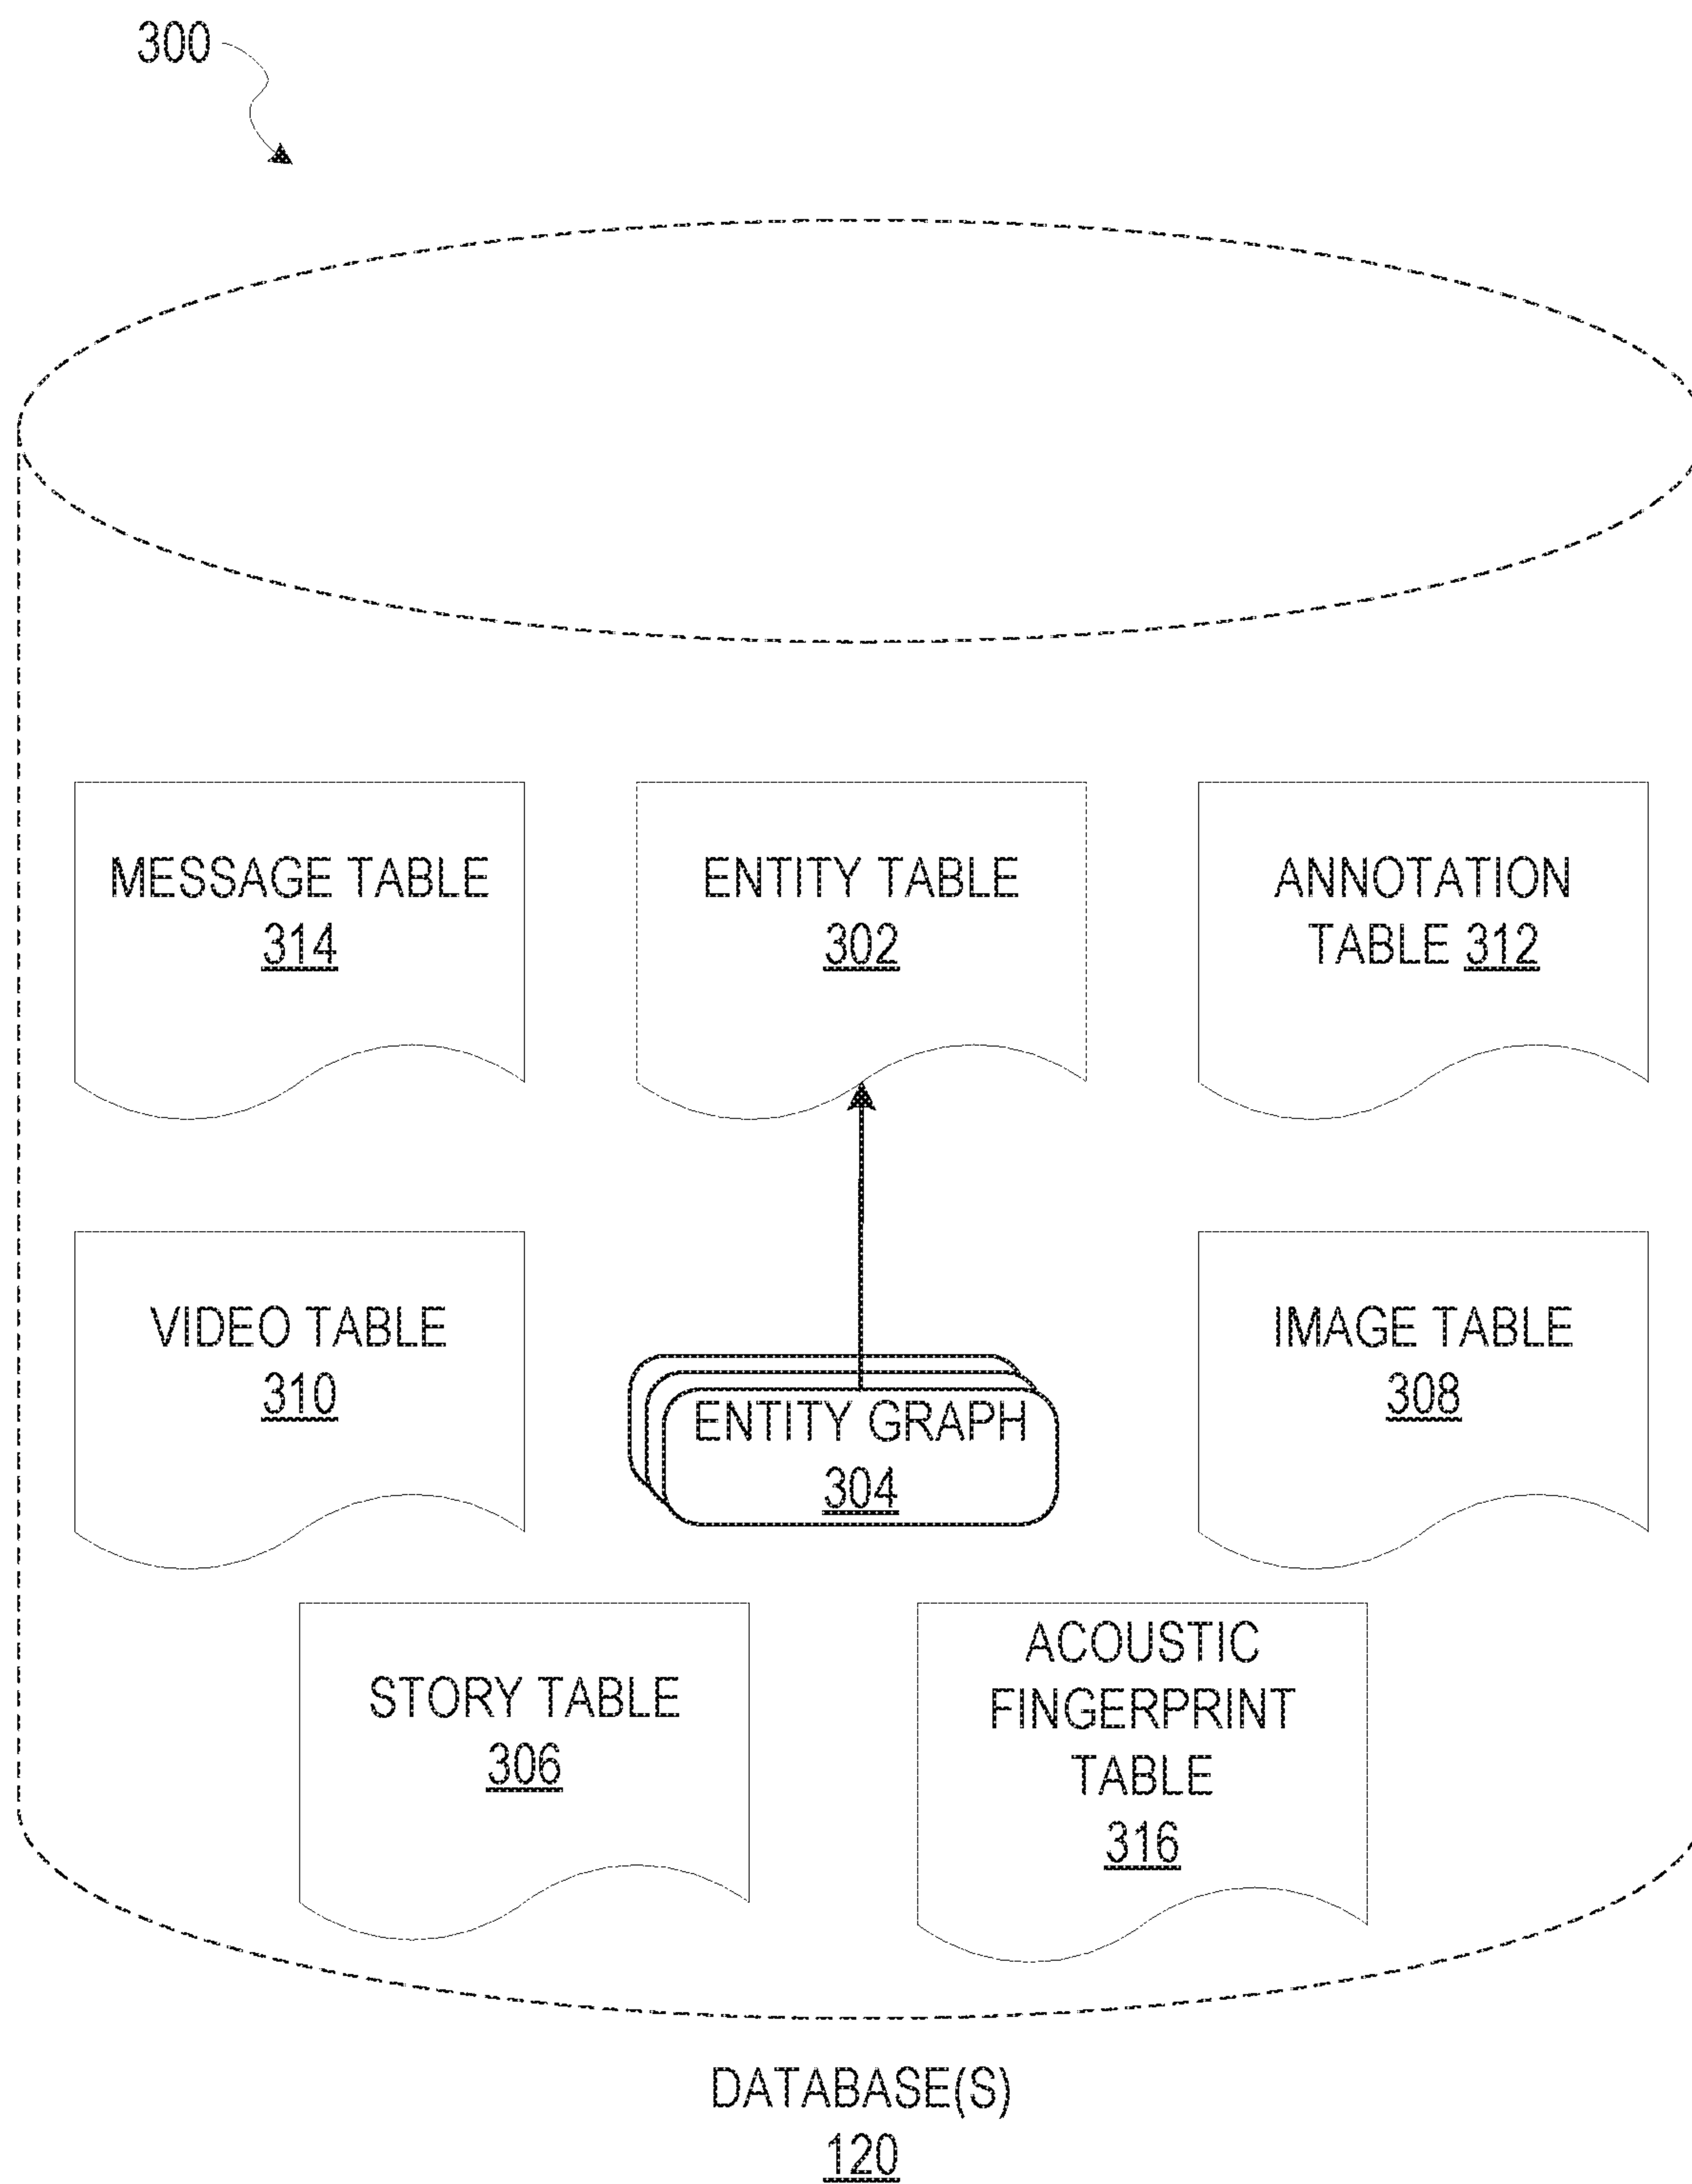 300
MESSAGE TABLE
314
ENTITY TABLE
302
ANNOTATION
TABLE 312
VIDEO TABLE
310
ENTITY GRAPH
304
IMAGE TABLE
308
STORY TABLE
306
ACOUSTIC
FINGERPRINT
TABLE
316
DATABASE(S)
120